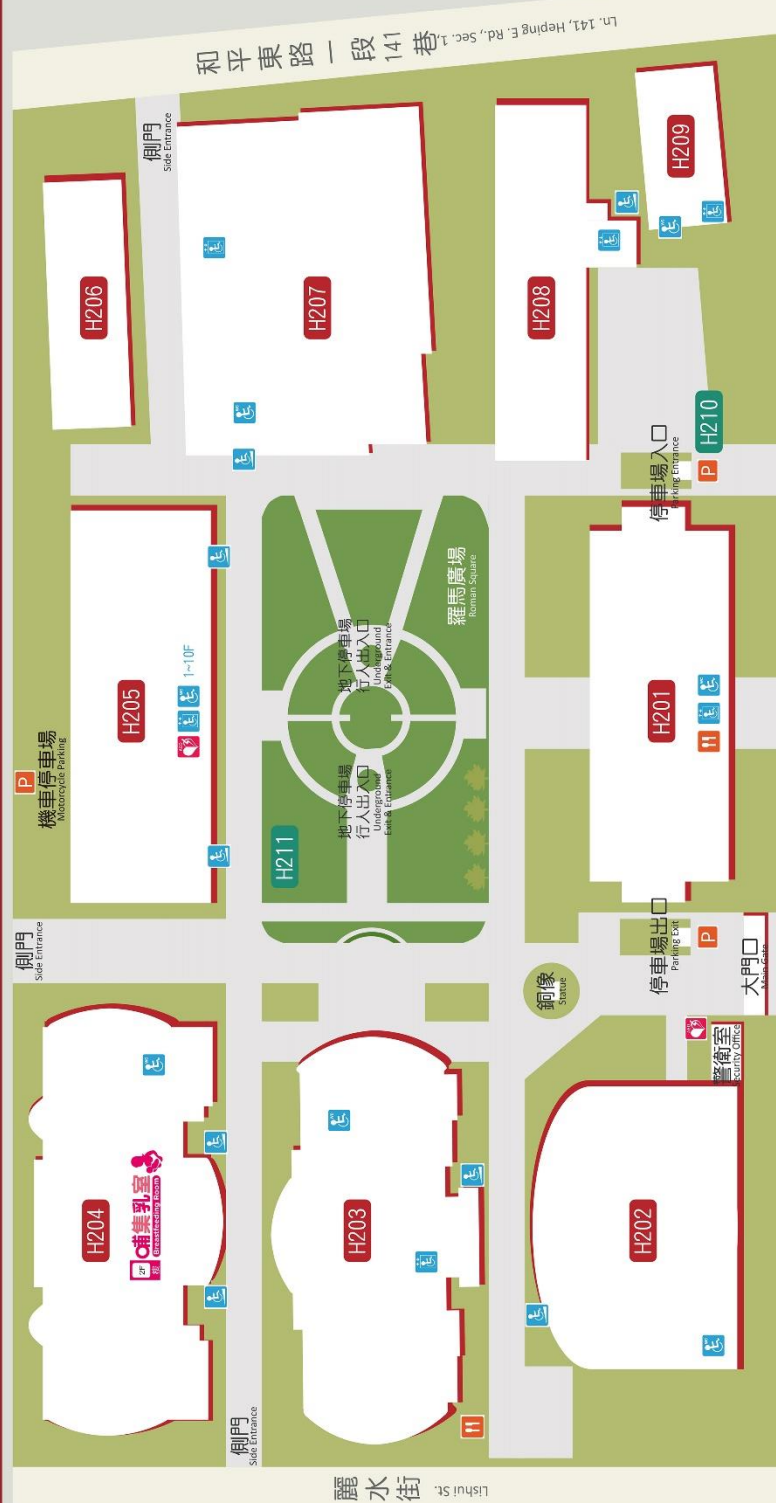 和平東路一段141巷
Ln. 141, Heping E. Rd., Sec. 1,
側門
Side Entrance
H209
H206
H207
H208
H210
停車場入口
Parking Entrance
P
羅馬廣場
Roman Square
地下停車場
行人出入口
Underground
Exit & Entrance
H205
1~10F
AED
P
機車停車場
Motorcycle Parking
H201
地下停車場
行人出入口
Underground
Exit & Entrance
H211
側門
Side Entrance
停車場出口
Parking Exit
P
大門口
Main Gate
銅像
Statue
AED
警衛室
Security Office
H204
2F
哺集乳室
Breastfeeding Room
H203
H202
側門
Side Entrance
麗水街
Lishui St.